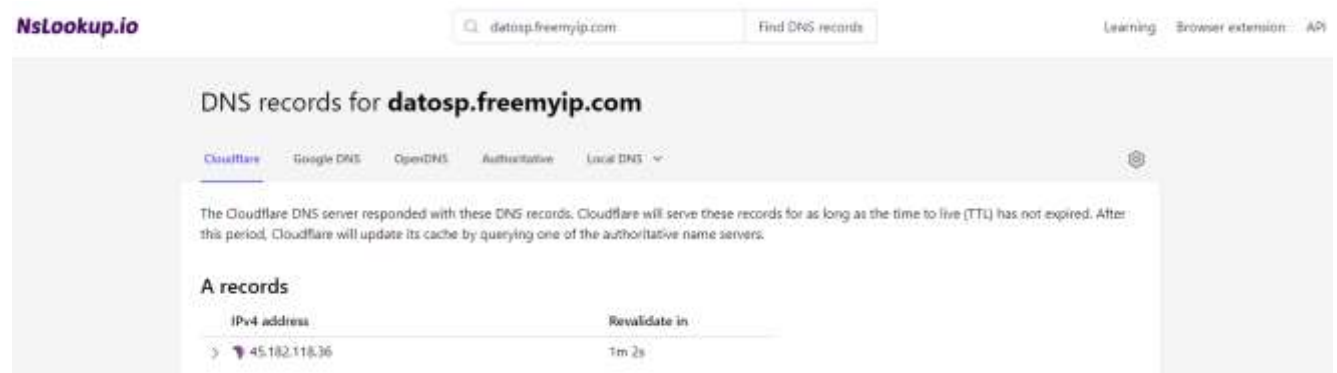 NsLookup.io
datosp.freemyip.com
Find DNS records
Learning
Browser extension
API
DNS records for datosp.freemyip.com
Cloudflare
Google DNS
OpenDNS
Authoritative
Local DNS
The Cloudflare DNS server responded with these DNS records. Cloudflare will serve these records for as long as the time to live (TTL) has not expired. After
this period, Cloudflare will update its cache by querying one of the authoritative name servers.
A records
IPv4 address
Revalidate in
45.182.118.36
1m 2s